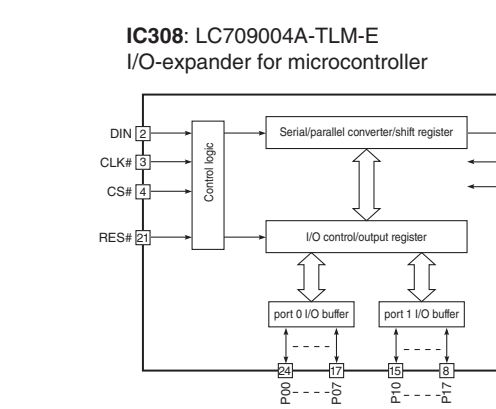 IC308: LC709004A-TLM-E
I/O-expander for microcontroller
DIN 2
CLK# 3
CS# 4
RES# 21
Control logic
Serial/parallel converter/shift register
I/O control/output register
port 0 I/O buffer
port 1 I/O buffer
24 17 15 8
P00 P07 P10 P17